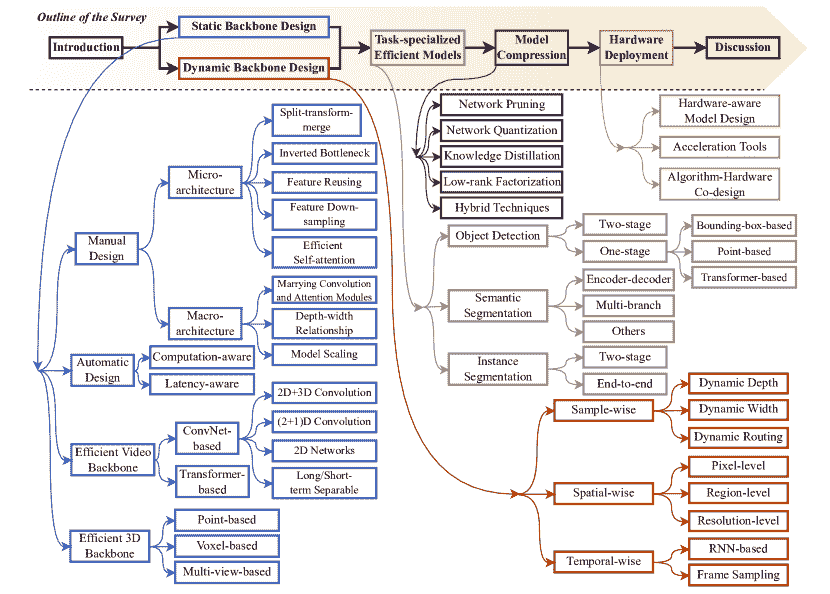 Outline of the Survey
Introduction
Static Backbone Design
Dynamic Backbone Design
Task-specialized
Efficient Models
Model
Compression
Hardware
Deployment
Discussion
Manual
Design
Micro-
architecture
Split-transform-
merge
Inverted Bottleneck
Feature Reusing
Feature Down-
sampling
Efficient
Self-attention
Macro-
architecture
Marrying Convolution
and Attention Modules
Depth-width
Relationship
Model Scaling
Automatic
Design
Computation-aware
Latency-aware
Efficient Video
Backbone
ConvNet-
based
2D+3D Convolution
(2+1)D Convolution
2D Networks
Long/Short-
term Separable
Transformer-
based
Efficient 3D
Backbone
Point-based
Voxel-based
Multi-view-based
Network Pruning
Network Quantization
Knowledge Distillation
Low-rank Factorization
Hybrid Techniques
Hardware-aware
Model Design
Acceleration Tools
Algorithm-Hardware
Co-design
Object Detection
Two-stage
One-stage
Bounding-box-based
Point-based
Transformer-based
Semantic
Segmentation
Encoder-decoder
Multi-branch
Others
Instance
Segmentation
Two-stage
End-to-end
Sample-wise
Dynamic Depth
Dynamic Width
Dynamic Routing
Spatial-wise
Pixel-level
Region-level
Resolution-level
Temporal-wise
RNN-based
Frame Sampling